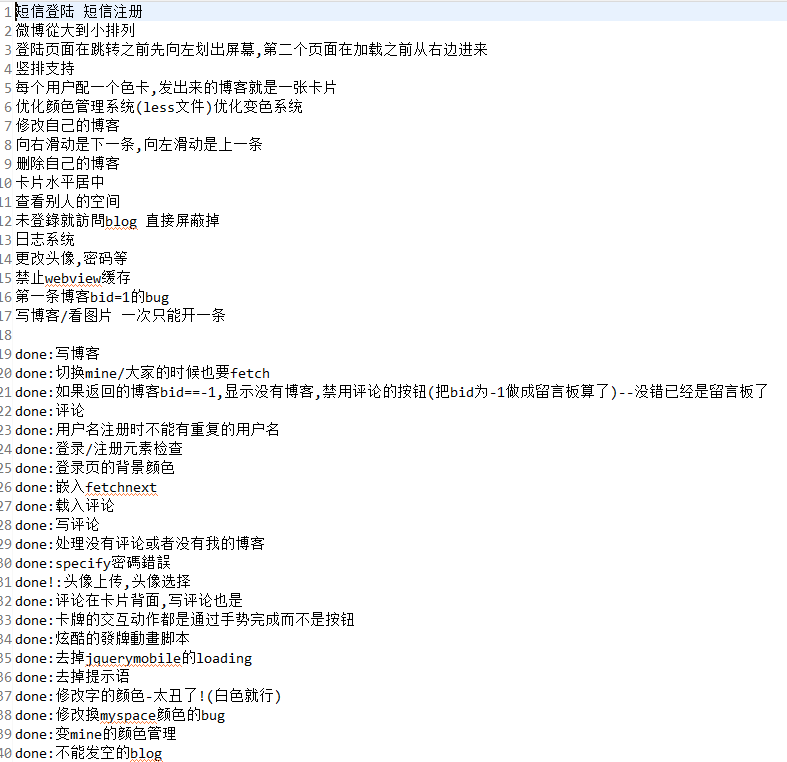 1 短信登陆 短信注册
2 微博從大到小排列
3 登陆页面在跳转之前先向左划出屏幕,第二个页面在加载之前从右边进来
4 竖排支持
5 每个用户配一个色卡,发出来的博客就是一张卡片
6 优化颜色管理系统(less文件)优化变色系统
7 修改自己的博客
8 向右滑动是下一条,向左滑动是上一条
9 删除自己的博客
10 卡片水平居中
11 查看别人的空间
12 未登錄就訪問blog 直接屏蔽掉
13 日志系统
14 更改头像,密码等
15 禁止webview缓存
16 第一条博客bid=1的bug
17 写博客/看图片 一次只能开一条
18
19 done:写博客
20 done:切换mine/大家的时候也要fetch
21 done:如果返回的博客bid==-1,显示没有博客,禁用评论的按钮(把bid为-1做成留言板算了)--没错已经是留言板了
22 done:评论
23 done:用户名注册时不能有重复的用户名
24 done:登录/注册元素检查
25 done:登录页的背景颜色
26 done:嵌入fetchnext
27 done:载入评论
28 done:写评论
29 done:处理没有评论或者没有我的博客
30 done:specify密碼錯誤
31 done!:头像上传,头像选择
32 done:评论在卡片背面,写评论也是
33 done:卡牌的交互动作都是通过手势完成而不是按钮
34 done:炫酷的發牌動畫脚本
35 done:去掉jquerymobile的loading
36 done:去掉提示语
37 done:修改字的颜色-太丑了!(白色就行)
38 done:修改換myspace颜色的bug
39 done:变mine的颜色管理
40 done:不能发空的blog